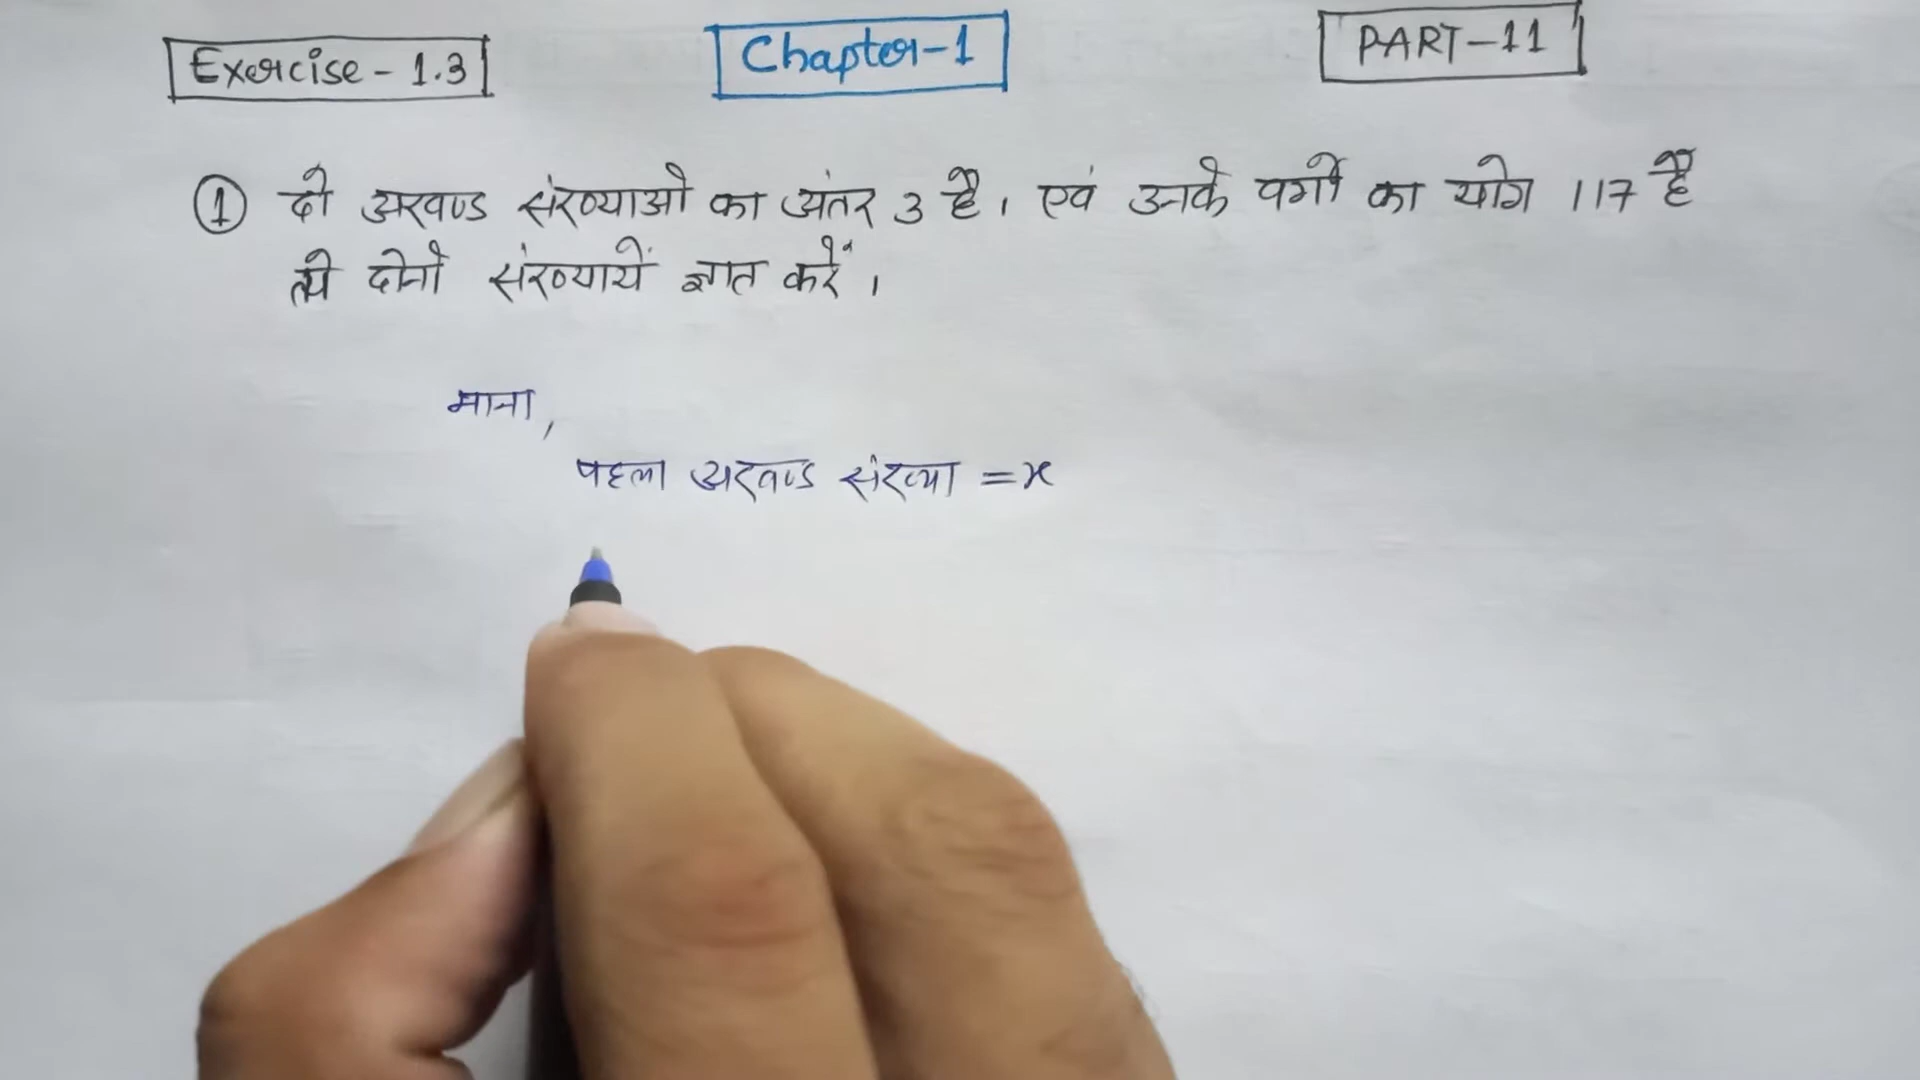 Exercise - 1.3
Chapter-1
PART-11
① दो अखण्ड संख्याओ का अंतर 3 है। एवं उनके वर्गो का योग 117 है
तो दोनो संख्यायें ज्ञात करें।
माना,
पहला अखण्ड संख्या = x